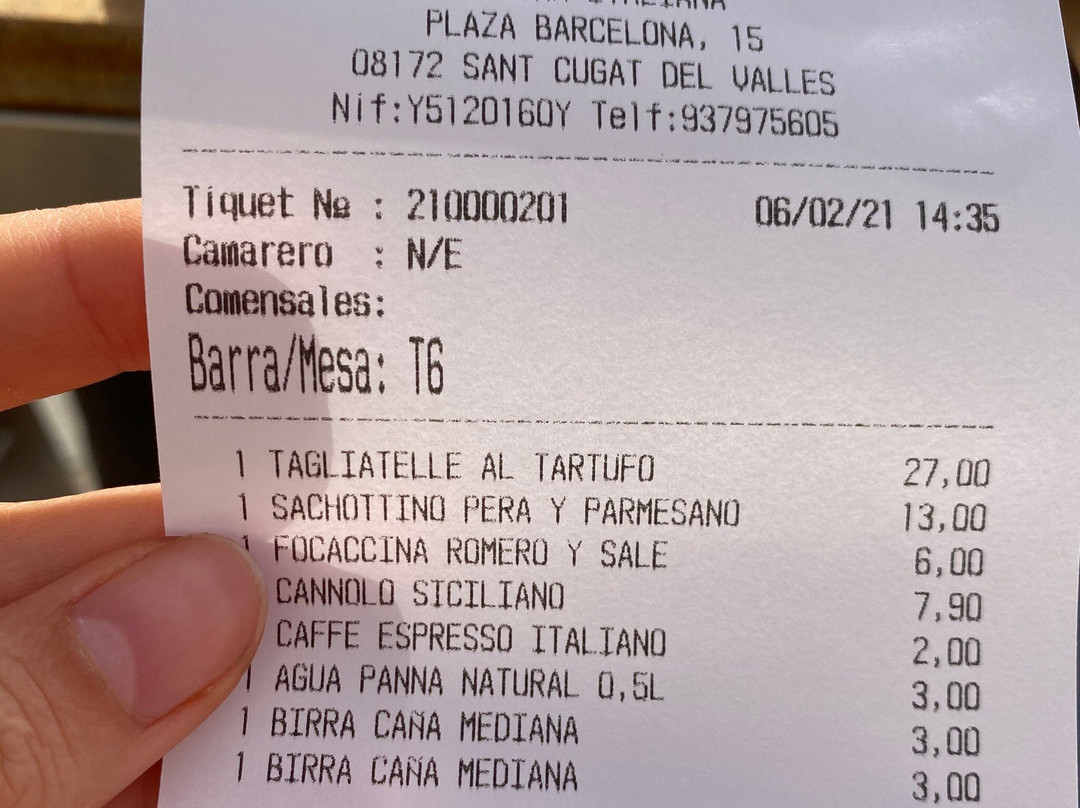 PLAZA BARCELONA, 15
08172 SANT CUGAT DEL VALLES
Nif:Y5120160Y Telf:937975605
Tiquet № : 210000201 06/02/21 14:35
Camarero : N/E
Comensales:
Barra/Mesa: T6
1 TAGLIATELLE AL TARTUFO 27,00
1 SACHOTTINO PERA Y PARMESANO 13,00
1 FOCACCINA ROMERO Y SALE 6,00
CANNOLO SICILIANO 7,90
CAFFE ESPRESSO ITALIANO 2,00
1 AGUA PANNA NATURAL 0,5L 3,00
1 BIRRA CAÑA MEDIANA 3,00
1 BIRRA CAÑA MEDIANA 3,00